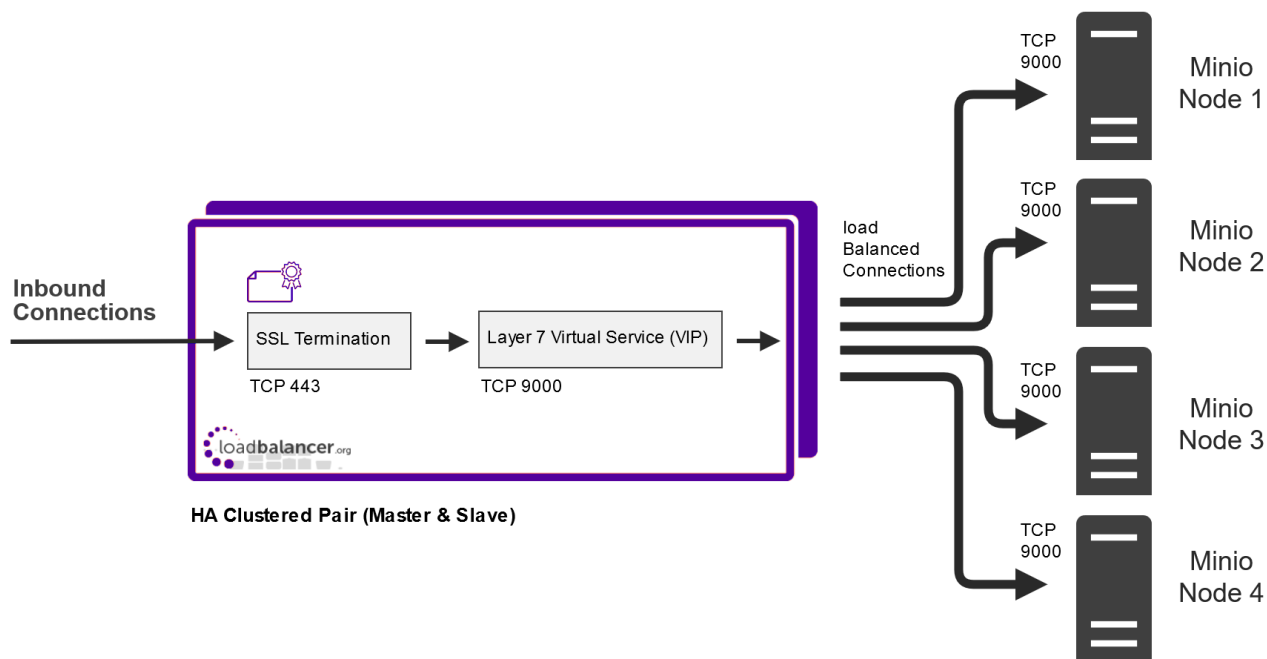 TCP
9000
Minio
Node 1
TCP
9000
Minio
Node 2
load
Balanced
Connections
Inbound
Connections
SSL Termination
Layer 7 Virtual Service (VIP)
TCP 443
TCP 9000
loadbalancer.org
HA Clustered Pair (Master & Slave)
TCP
9000
Minio
Node 3
TCP
9000
Minio
Node 4